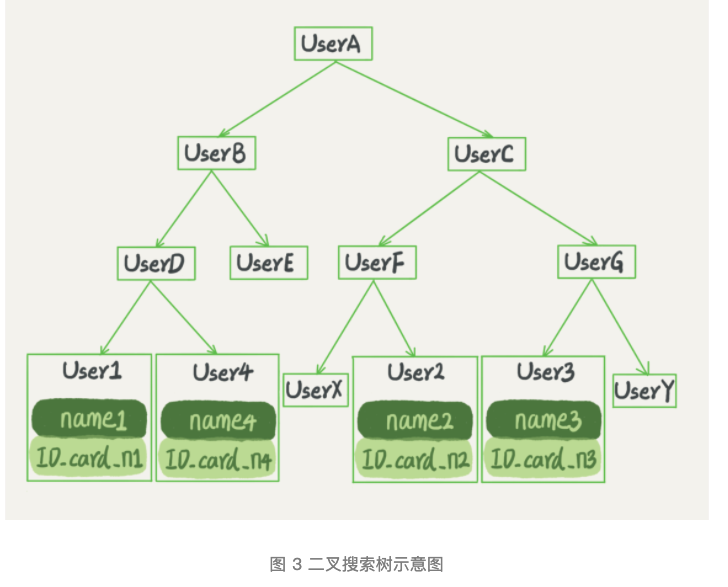 UserA
UserB
UserC
UserD
UserE
UserF
UserG
User1
User4
UserX
User2
User3
UserY
name1
name4
name2
name3
ID_card_n1
ID_card_n4
ID_card_n2
ID_card_n3
图 3 二叉搜索树示意图